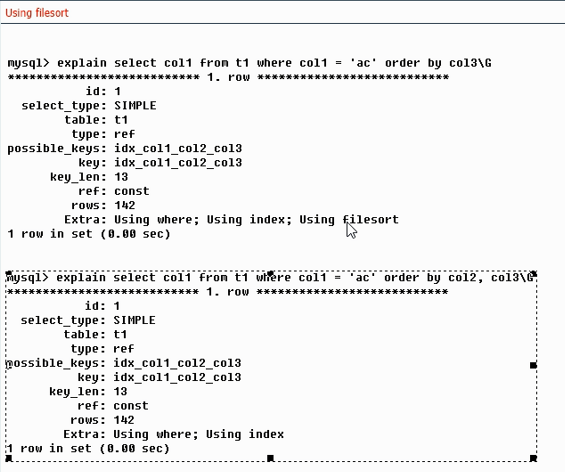 Using filesort
mysql> explain select col1 from t1 where col1 = 'ac' order by col3\G
*************************** 1. row ***************************
id: 1
select_type: SIMPLE
table: t1
type: ref
possible_keys: idx_col1_col2_col3
key: idx_col1_col2_col3
key_len: 13
ref: const
rows: 142
Extra: Using where; Using index; Using filesort
1 row in set (0.00 sec)
mysql> explain select col1 from t1 where col1 = 'ac' order by col2, col3\G
*************************** 1. row ***************************
id: 1
select_type: SIMPLE
table: t1
type: ref
possible_keys: idx_col1_col2_col3
key: idx_col1_col2_col3
key_len: 13
ref: const
rows: 142
Extra: Using where; Using index
1 row in set (0.00 sec)